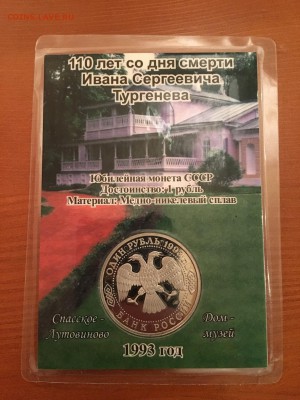 110 лет со дня смерти
Ивана Сергеевича
Тургенева
Юбилейная монета СССР
Достоинство: 1 рубль
Материал: Медно-никелевый сплав
ОДИН РУБЛЬ 1993
БАНК РОССИИ
Спасское-
Лутовиново
Дом-
музей
1993 год